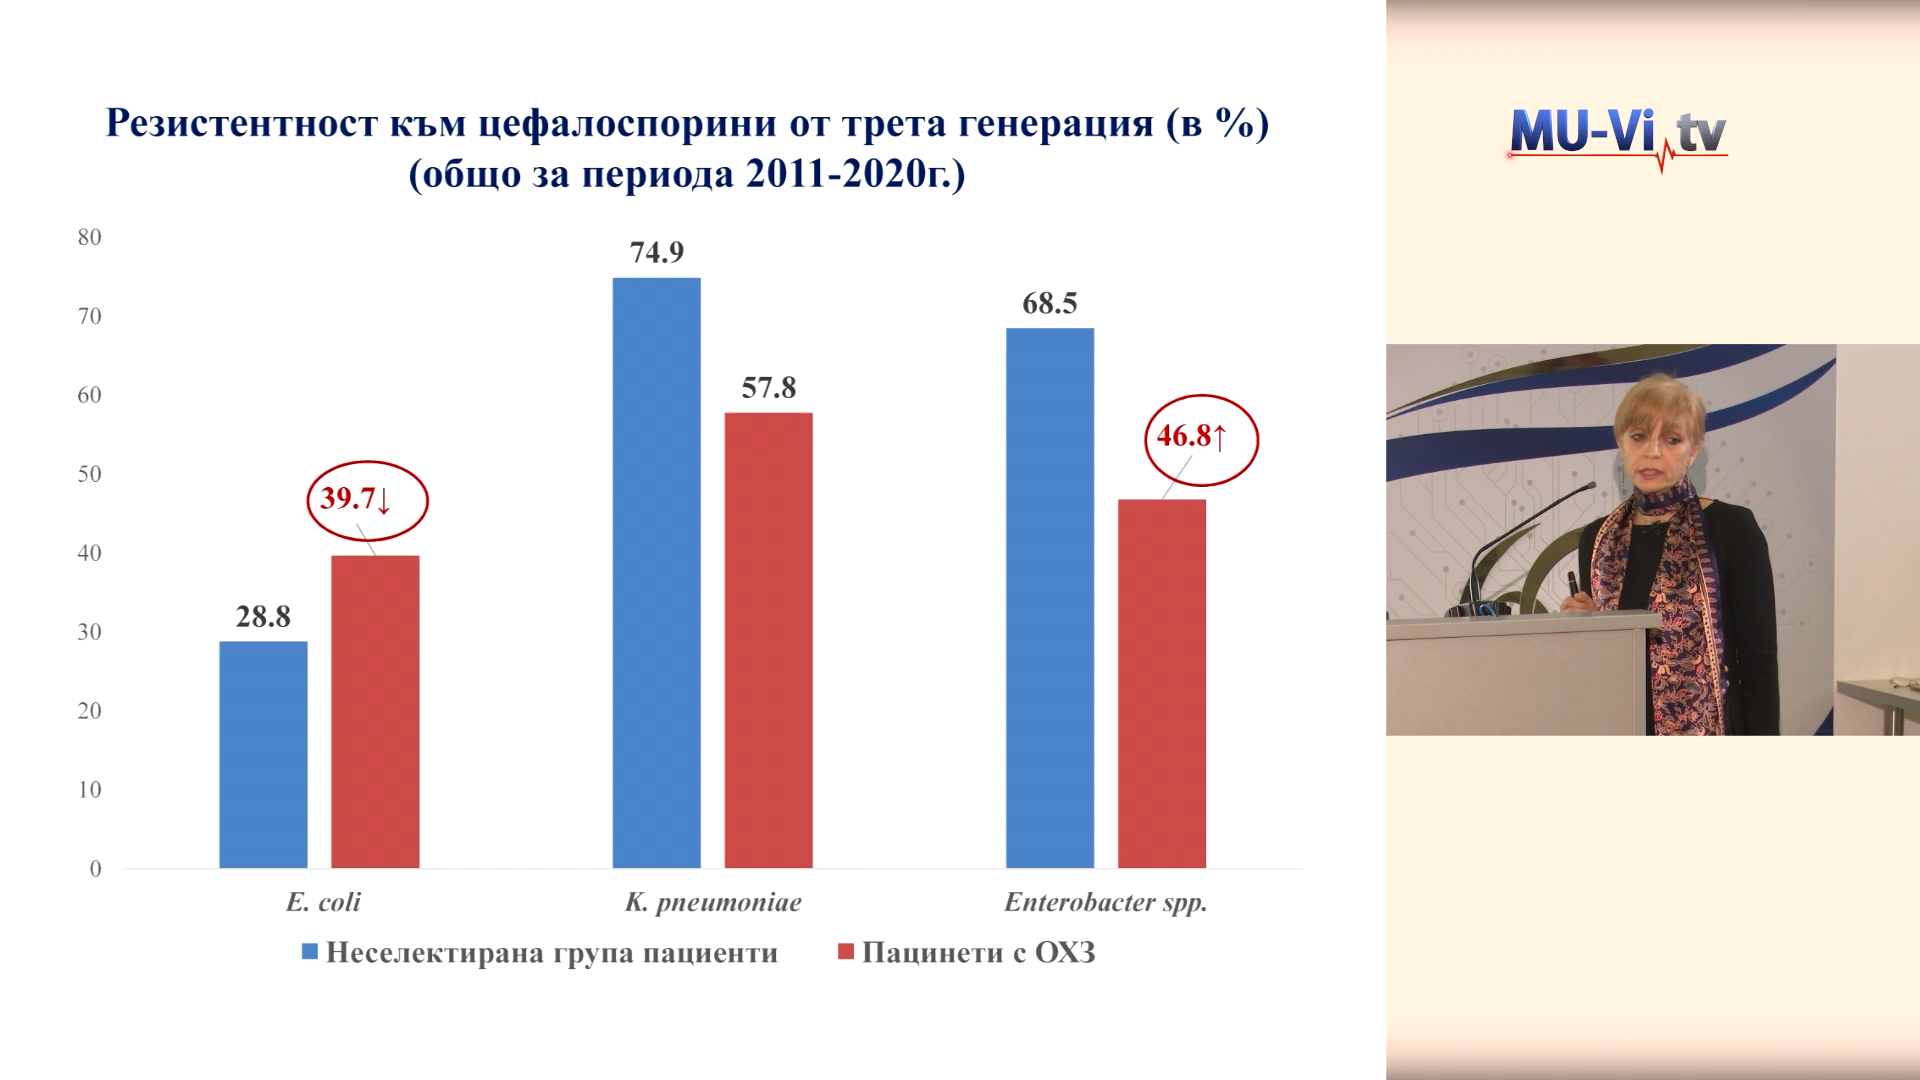 Резистентност към цефалоспорини от трета генерация (в %)
(общо за периода 2011-2020г.)
80
70
60
50
40
30
20
10
0
28.8
39.7↓
74.9
57.8
68.5
46.8↑
E. coli
K. pneumoniae
Enterobacter spp.
Неселектирана група пациенти
Пацинети с ОХЗ
MU-Vi tv